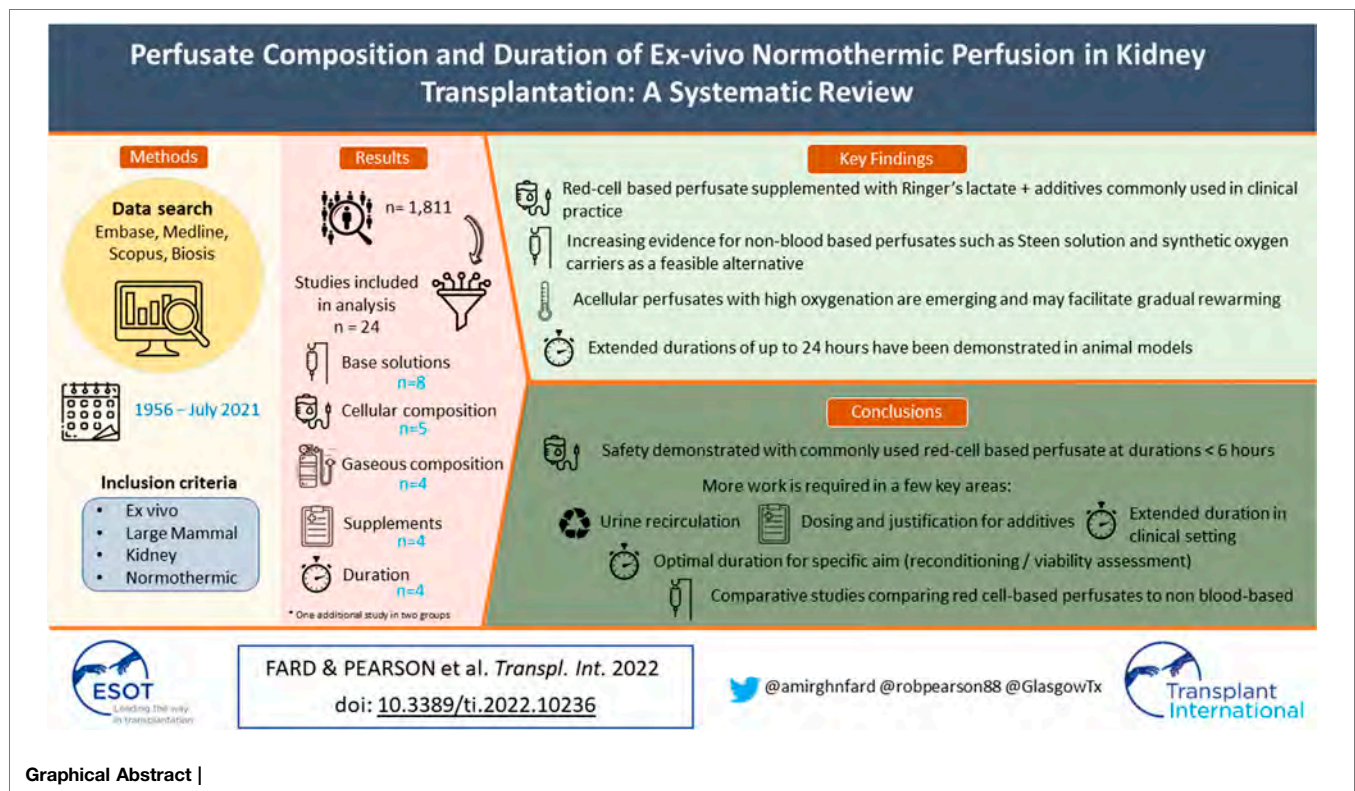 Perfusate Composition and Duration of Ex-vivo Normothermic Perfusion in Kidney
Transplantation: A Systematic Review
Methods
Data search
Embase, Medline,
Scopus, Biosis
1956 – July 2021
Inclusion criteria
• Ex vivo
• Large Mammal
• Kidney
• Normothermic
Results
n= 1,811
Studies included
in analysis
n = 24
Base solutions
n=8
Cellular composition
n=5
Gaseous composition
n=4
Supplements
n=4
Duration
n=4
* One additional study in two groups
Key Findings
Red-cell based perfusate supplemented with Ringer's lactate + additives commonly used in clinical
practice
Increasing evidence for non-blood based perfusates such as Steen solution and synthetic oxygen
carriers as a feasible alternative
Acellular perfusates with high oxygenation are emerging and may facilitate gradual rewarming
Extended durations of up to 24 hours have been demonstrated in animal models
Conclusions
Safety demonstrated with commonly used red-cell based perfusate at durations < 6 hours
More work is required in a few key areas:
Urine recirculation
Dosing and justification for additives
Extended duration in
clinical setting
Optimal duration for specific aim (reconditioning / viability assessment)
Comparative studies comparing red cell-based perfusates to non blood-based
ESOT
Leading the way
in transplantation
FARD & PEARSON et al. Transpl. Int. 2022
doi: 10.3389/ti.2022.10236
@amirghnfard @robpearson88 @GlasgowTx
Transplant
International
Graphical Abstract |